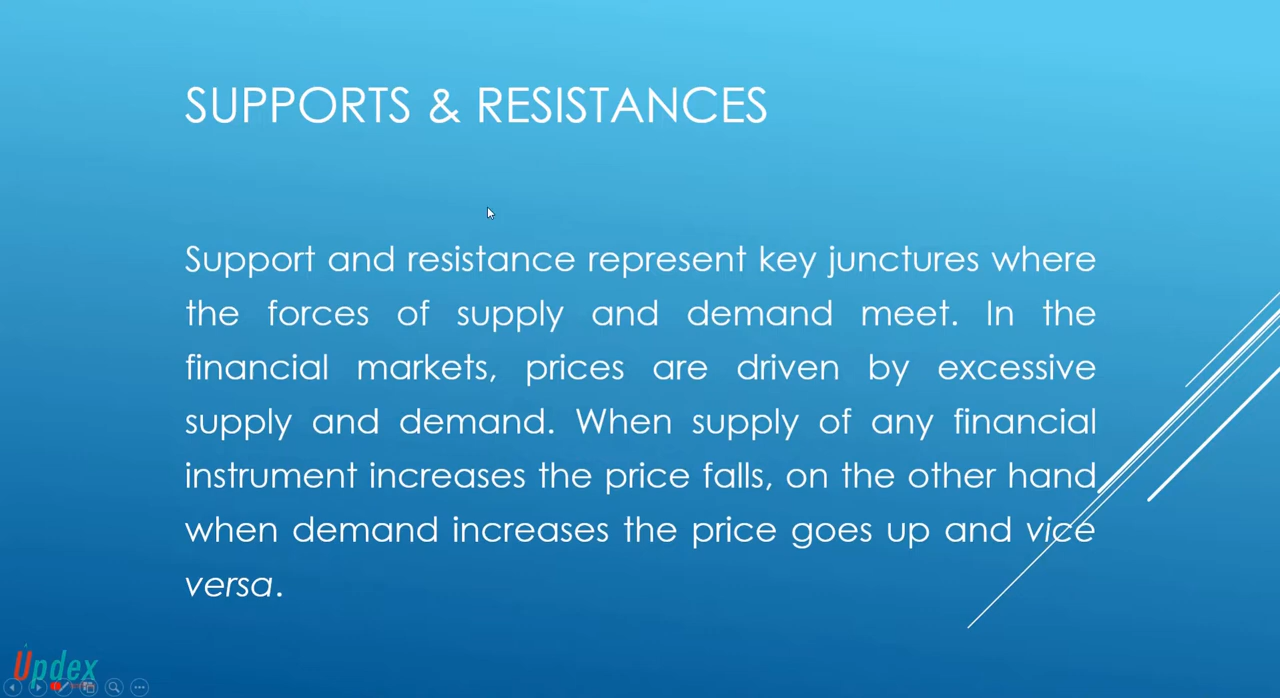 SUPPORTS & RESISTANCES
Support and resistance represent key junctures where
the forces of supply and demand meet. In the
financial markets, prices are driven by excessive
supply and demand. When supply of any financial
instrument increases the price falls, on the other hand
when demand increases the price goes up and vice
versa.
Updex